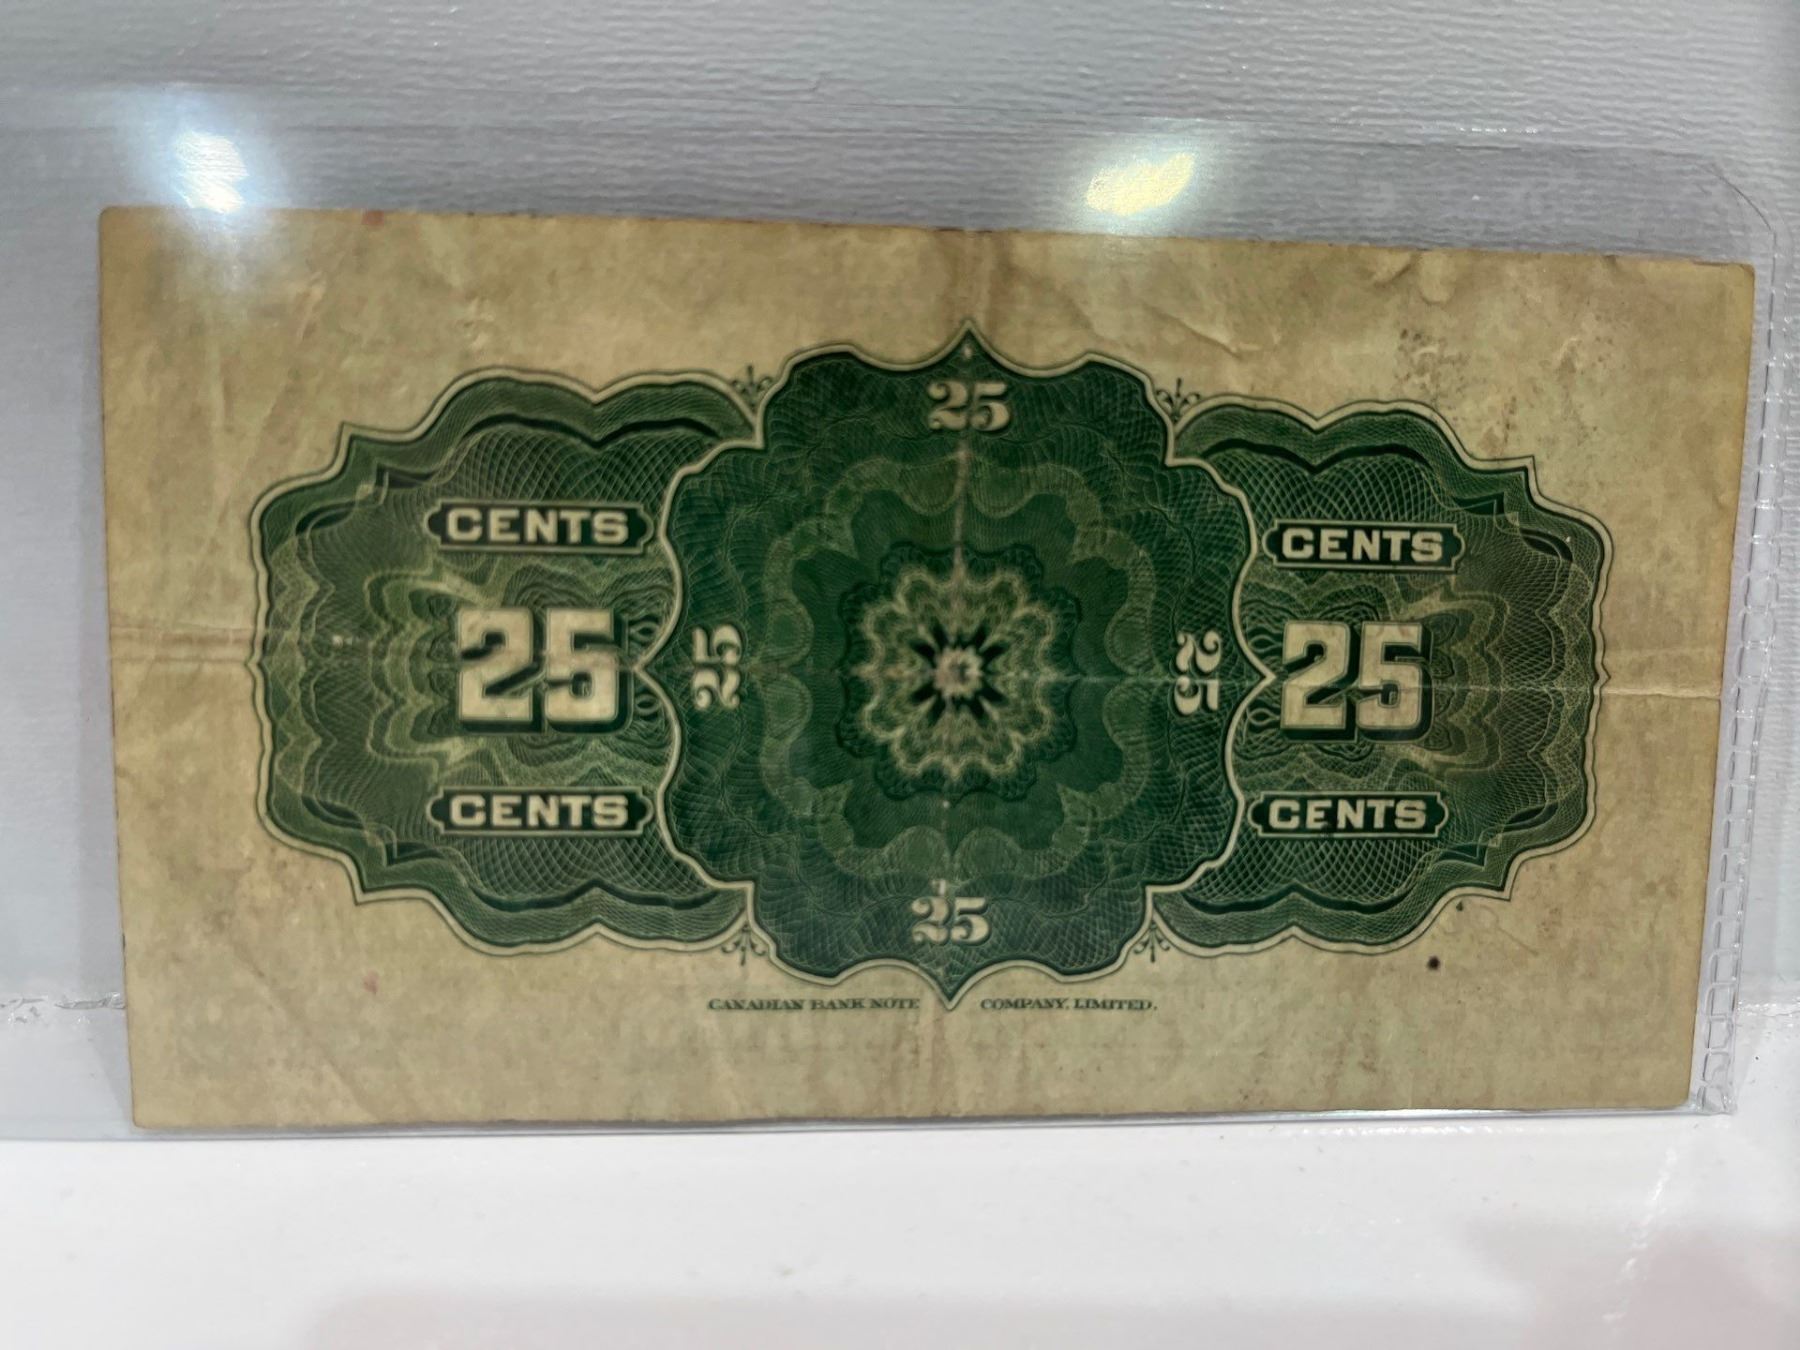 25
CENTS CENTS
25 25 25 25
CENTS CENTS
25
CANADIAN BANK NOTE COMPANY, LIMITED.